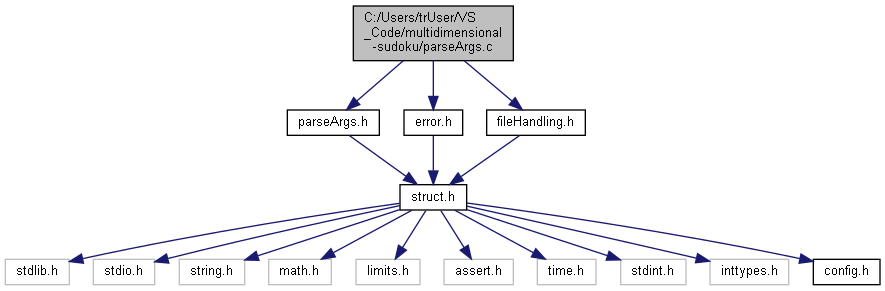 C:/Users/trUser/VS
_Code/multidimensional
-sudoku/parseArgs.c
parseArgs.h
error.h
fileHandling.h
struct.h
stdlib.h
stdio.h
string.h
math.h
limits.h
assert.h
time.h
stdint.h
inttypes.h
config.h